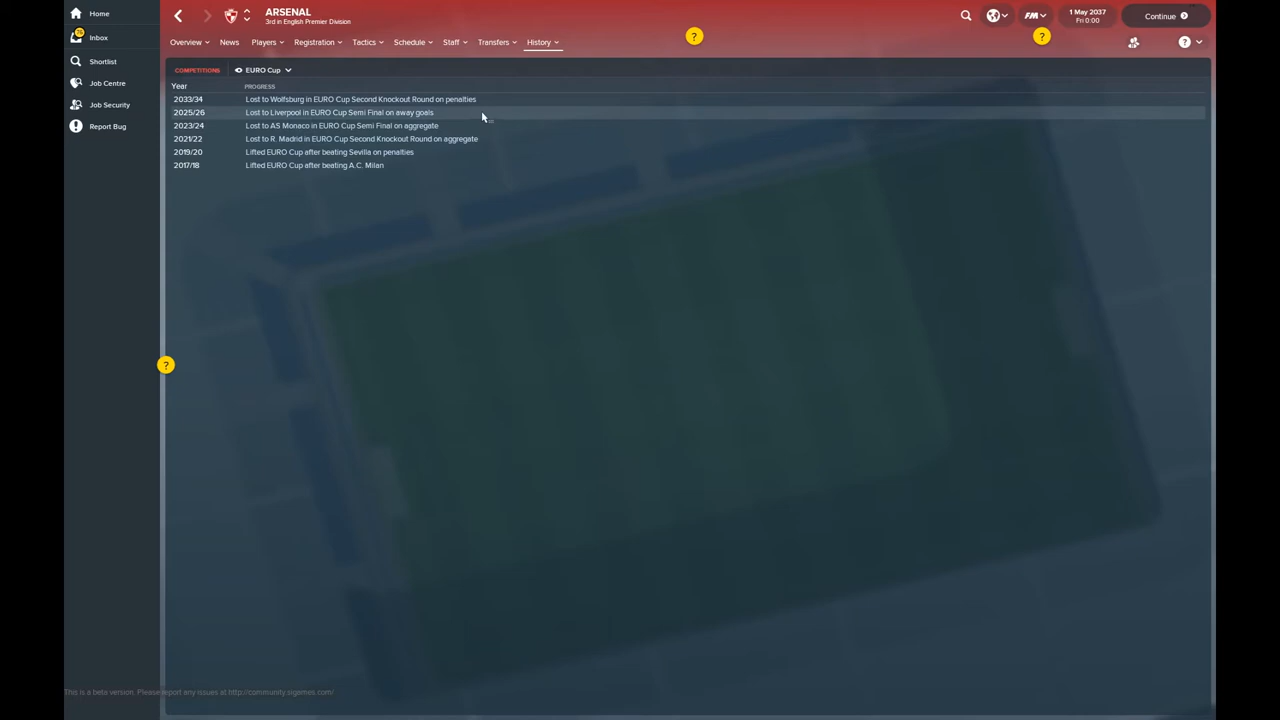 Home
Inbox
70
Shortlist
Job Centre
Job Security
Report Bug
ARSENAL
3rd in English Premier Division
FM
1 May 2037
Fri 0:00
Continue
Overview
News
Players
Registration
Tactics
Schedule
Staff
Transfers
History
?
?
?
COMPETITIONS
EURO Cup
Year PROGRESS
2033/34 Lost to Wolfsburg in EURO Cup Second Knockout Round on penalties
2025/26 Lost to Liverpool in EURO Cup Semi Final on away goals
2023/24 Lost to AS Monaco in EURO Cup Semi Final on aggregate
2021/22 Lost to R. Madrid in EURO Cup Second Knockout Round on aggregate
2019/20 Lifted EURO Cup after beating Sevilla on penalties
2017/18 Lifted EURO Cup after beating A.C. Milan
?
This is a beta version. Please report any issues at http://community.sigames.com/